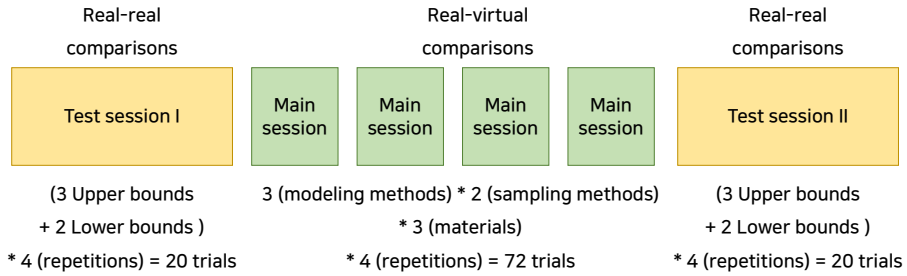 Real-real
comparisons
Real-virtual
comparisons
Real-real
comparisons
Test session I
Main
session
Main
session
Main
session
Main
session
Test session II
(3 Upper bounds
+ 2 Lower bounds )
* 4 (repetitions) = 20 trials
3 (modeling methods) * 2 (sampling methods)
* 3 (materials)
* 4 (repetitions) = 72 trials
(3 Upper bounds
+ 2 Lower bounds )
* 4 (repetitions) = 20 trials